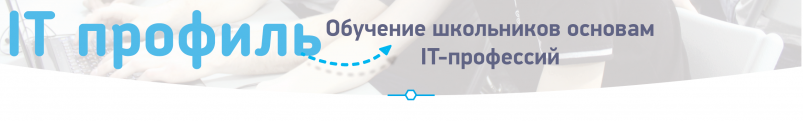 IT профиль
Обучение школьников основам
IT-профессий